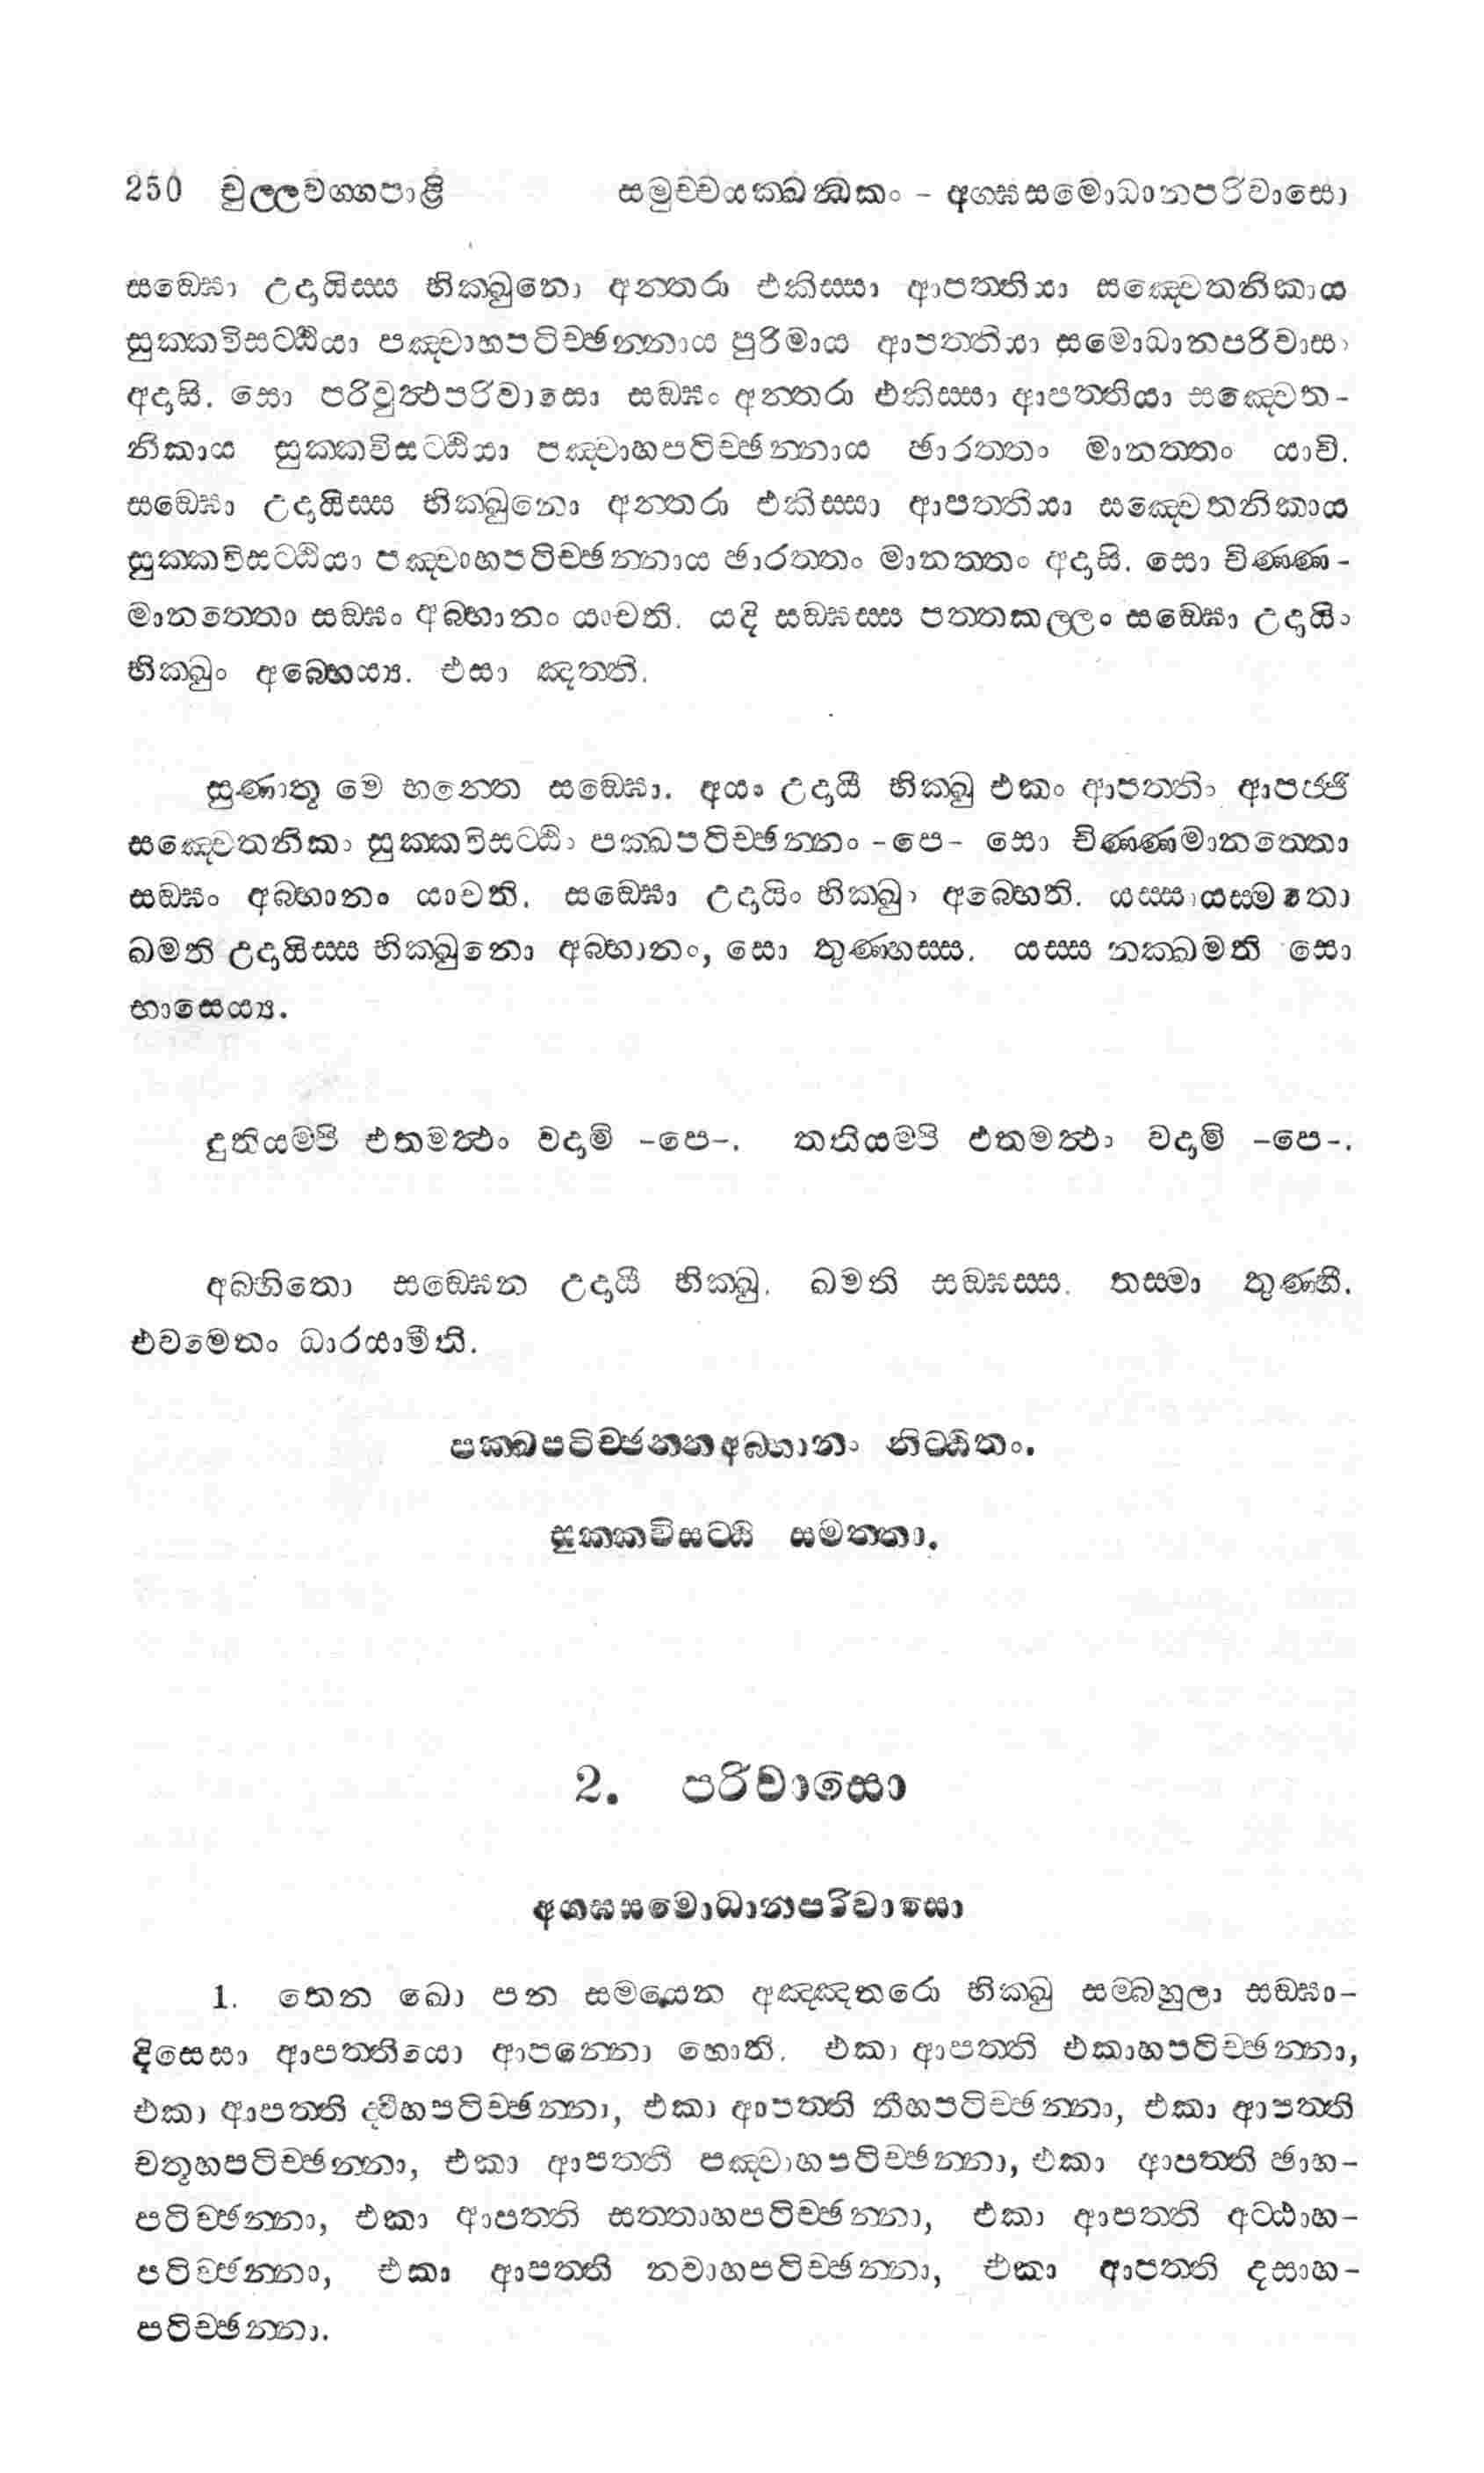 250 චුල්ලවග්ගපාළි සමුච්චයක්ඛන්ධකං - අග්ඝසමොධානපරිවාසො
සඞ්ඝො උදායිස්ස භික්ඛුනො අන්තරා එකිස්සා ආපත්තියා සඤ්චෙතනිකාය
සුක්කවිසට්ඨියා පඤ්චාහපටිච්ඡන්නාය පුරිමාය ආපත්තියා සමොධානපරිවාසං
අදාසි. සො පරිවුත්ථපරිවාසො සඞ්ඝං අන්තරා එකිස්සා ආපත්තියා සඤ්චෙත-
නිකාය සුක්කවිසට්ඨියා පඤ්චාහපටිච්ඡන්නාය ඡාරත්තං මානත්තං යාචි.
සඞ්ඝො උදායිස්ස භික්ඛුනො අන්තරා එකිස්සා ආපත්තියා සඤ්චෙතනිකාය
සුක්කවිසට්ඨියා පඤ්චාහපටිච්ඡන්නාය ඡාරත්තං මානත්තං අදාසි. සො චිණ්ණ-
මානත්තො සඞ්ඝං අබ්භානං යාචති. යදි සඞ්ඝස්ස පත්තකල්ලං සඞ්ඝො උදායිං
භික්ඛුං අබ්භෙය්‍ය. එසා ඤත්ති.
සුණාතු මෙ භන්තෙ සඞ්ඝො. අයං උදායී භික්ඛු එකං ආපත්තිං ආපජ්ජි
සඤ්චෙතනිකං සුක්කවිසට්ඨිං පක්ඛපටිච්ඡන්නං -පෙ- සො චිණ්ණමානත්තො
සඞ්ඝං අබ්භානං යාචති. සඞ්ඝො උදායිං භික්ඛුං අබ්භෙති. යස්සායස්මතො
ඛමති උදායිස්ස භික්ඛුනො අබ්භානං, සො තුණ්හස්ස. යස්ස නක්ඛමති සො
භාසෙය්‍ය.
දුතියම්පි එතමත්ථං වදාමි -පෙ-. තතියම්පි එතමත්ථං වදාමි -පෙ-.
අබ්භිතො සඞ්ඝෙන උදායී භික්ඛු. ඛමති සඞ්ඝස්ස. තස්මා තුණ්හී.
එවමෙතං ධාරයාමීති.
පක්ඛපටිච්ඡන්නඅබ්භානං නිට්ඨිතං.
සුක්කවිසට්ඨි සමත්තා.
2. පරිවාසො
අග්ඝසමොධානපරිවාසො
1. තෙන ඛො පන සමයෙන අඤ්ඤතරො භික්ඛු සම්බහුලා සඞ්ඝා-
දිසෙසා ආපත්තියො ආපන්නො හොති. එකා ආපත්ති එකාහපටිච්ඡන්නා,
එකා ආපත්ති ද්වීහපටිච්ඡන්නා, එකා ආපත්ති තීහපටිච්ඡන්නා, එකා ආපත්ති
චතූහපටිච්ඡන්නා, එකා ආපත්ති පඤ්චාහපටිච්ඡන්නා, එකා ආපත්ති ඡාහ-
පටිච්ඡන්නා, එකා ආපත්ති සත්තාහපටිච්ඡන්නා, එකා ආපත්ති අට්ඨාහ-
පටිච්ඡන්නා, එකා ආපත්ති නවාහපටිච්ඡන්නා, එකා ආපත්ති දසාහ-
පටිච්ඡන්නා.